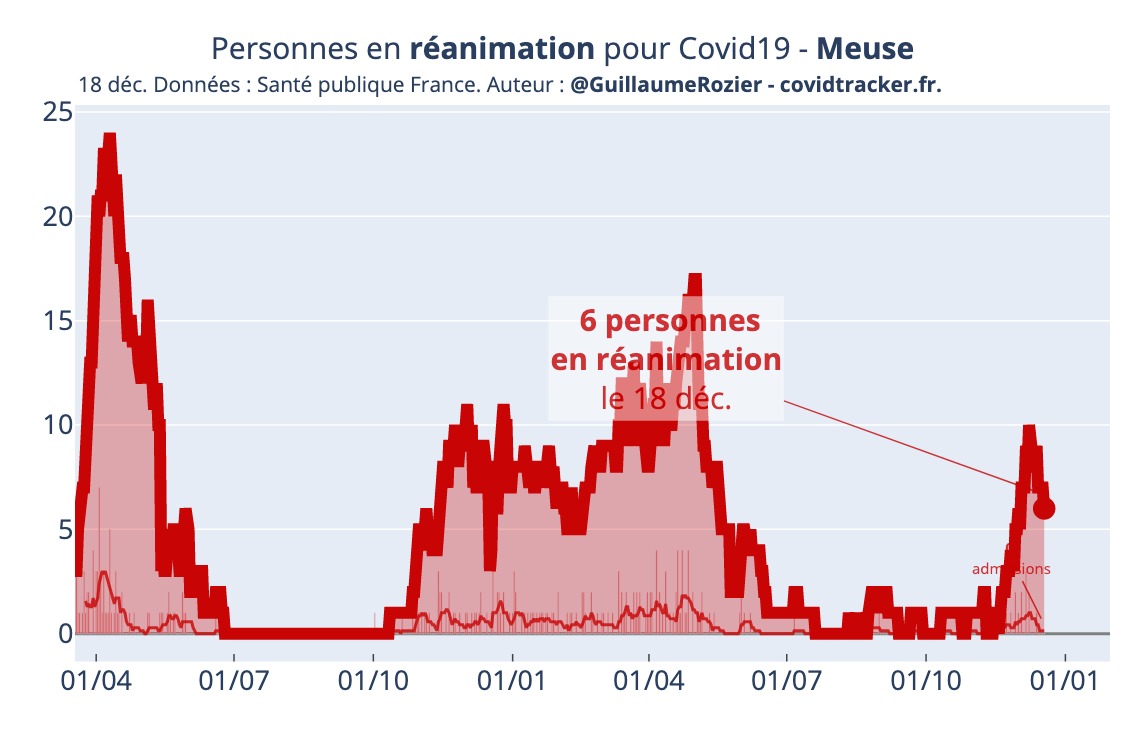 Personnes en réanimation pour Covid19 - Meuse
18 déc. Données : Santé publique France. Auteur : @GuillaumeRozier - covidtracker.fr.
25
20
15
10
5
0
6 personnes
en réanimation
le 18 déc.
admissions
01/04 01/07 01/10 01/01 01/04 01/07 01/10 01/01